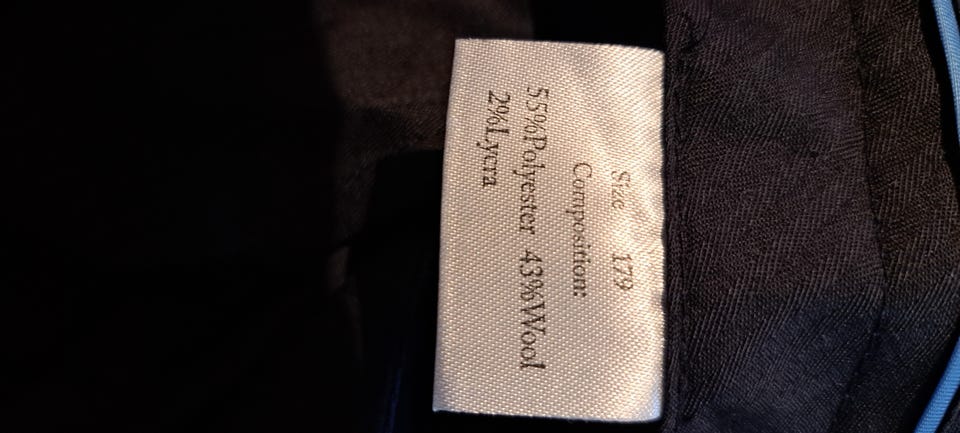 Size 179
Composition:
55%Polyester 43%Wool
2%Lycra